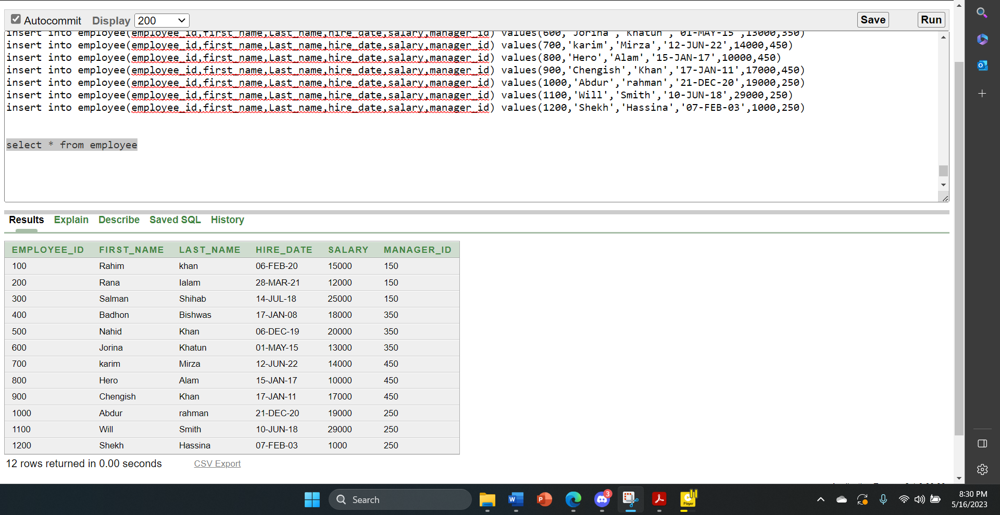 Autocommit Display 200 Save Run
insert into employee(employee_id,first_name,Last_name,hire_date,salary,manager_id) values(600,'Jorina','Khatun','01-MAY-15',13000,350)
insert into employee(employee_id,first_name,Last_name,hire_date,salary,manager_id) values(700,'karim','Mirza','12-JUN-22',14000,450)
insert into employee(employee_id,first_name,Last_name,hire_date,salary,manager_id) values(800,'Hero','Alam','15-JAN-17',10000,450)
insert into employee(employee_id,first_name,Last_name,hire_date,salary,manager_id) values(900,'Chengish','Khan','17-JAN-11',17000,450)
insert into employee(employee_id,first_name,Last_name,hire_date,salary,manager_id) values(1000,'Abdur','rahman','21-DEC-20',19000,250)
insert into employee(employee_id,first_name,Last_name,hire_date,salary,manager_id) values(1100,'Will','Smith','10-JUN-18',29000,250)
insert into employee(employee_id,first_name,Last_name,hire_date,salary,manager_id) values(1200,'Shekh','Hassina','07-FEB-03',1000,250)
select * from employee
Results Explain Describe Saved SQL History
EMPLOYEE_ID FIRST_NAME LAST_NAME HIRE_DATE SALARY MANAGER_ID
100 Rahim khan 06-FEB-20 15000 150
200 Rana Ialam 28-MAR-21 12000 150
300 Salman Shihab 14-JUL-18 25000 150
400 Badhon Bishwas 17-JAN-08 18000 350
500 Nahid Khan 06-DEC-19 20000 350
600 Jorina Khatun 01-MAY-15 13000 350
700 karim Mirza 12-JUN-22 14000 450
800 Hero Alam 15-JAN-17 10000 450
900 Chengish Khan 17-JAN-11 17000 450
1000 Abdur rahman 21-DEC-20 19000 250
1100 Will Smith 10-JUN-18 29000 250
1200 Shekh Hassina 07-FEB-03 1000 250
12 rows returned in 0.00 seconds CSV Export
Search
3
Player
8:30 PM
5/16/2023